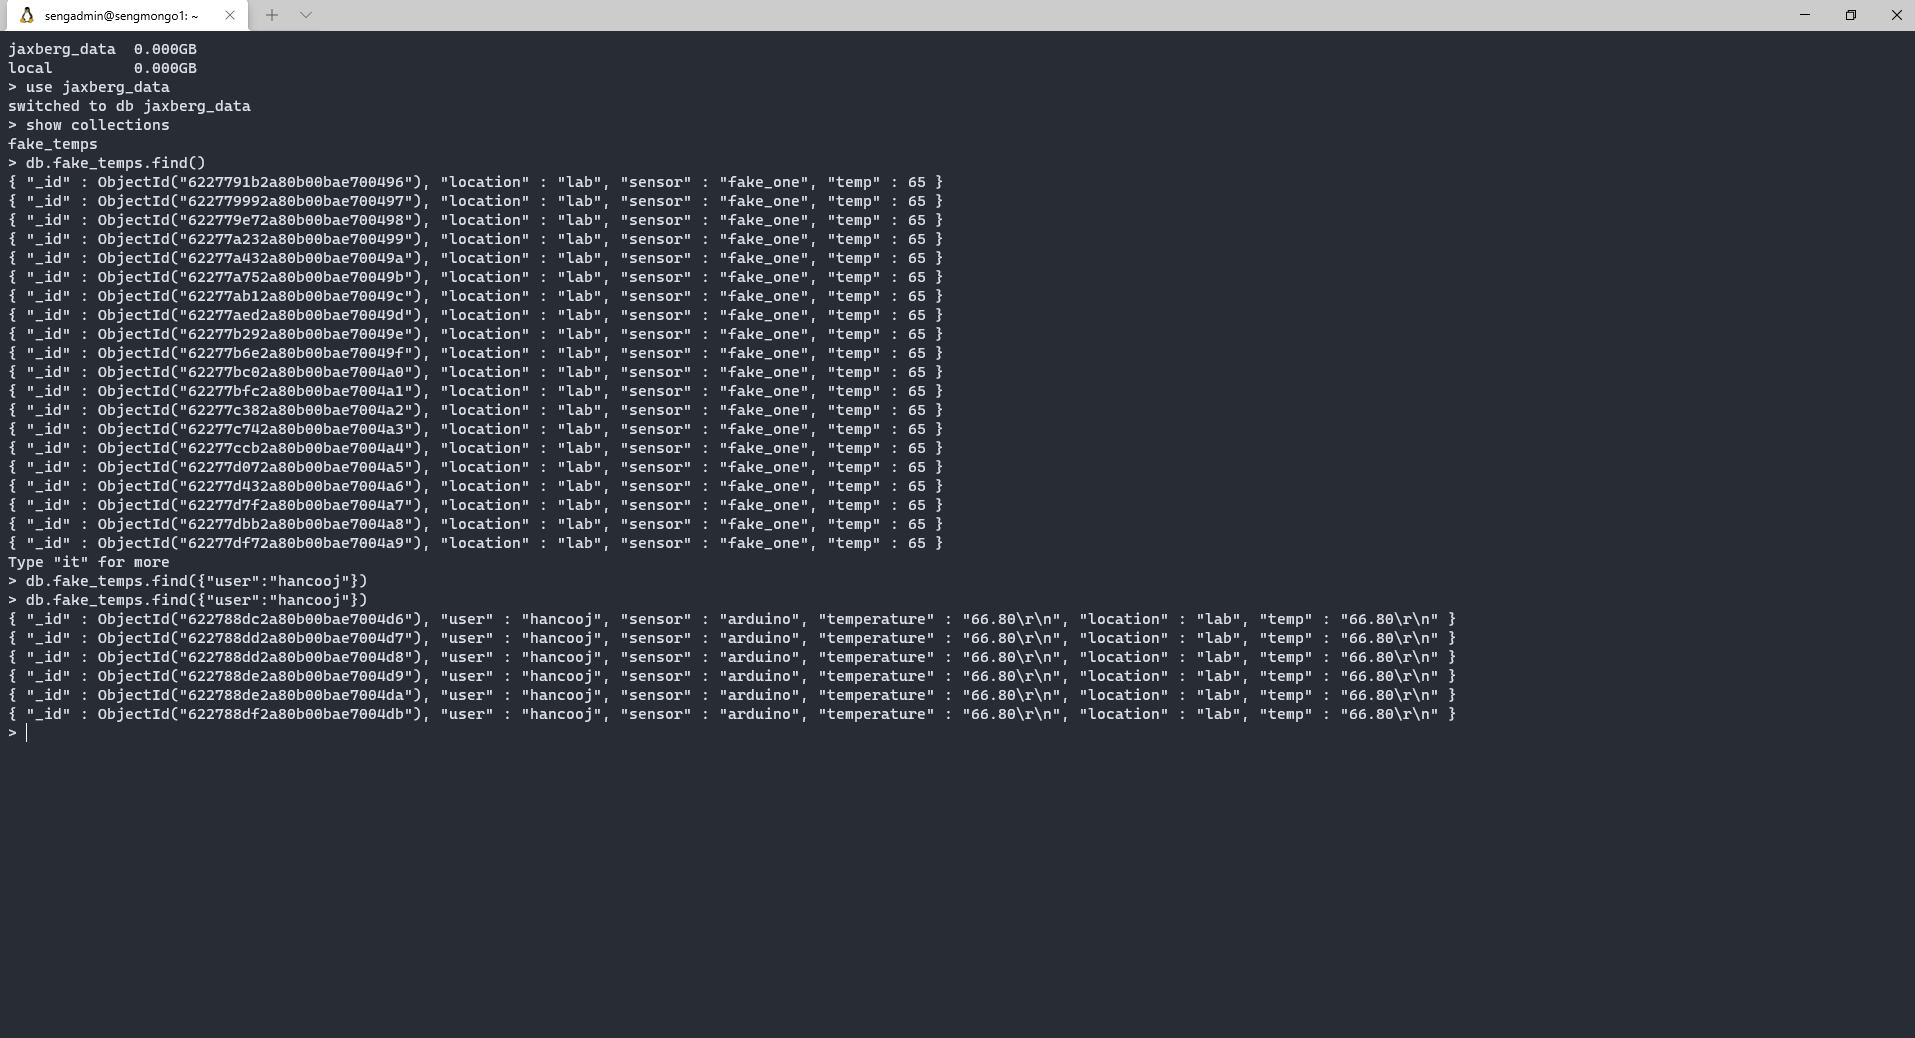 sengadmin@sengmongo1: ~
jaxberg_data  0.000GB
local         0.000GB
> use jaxberg_data
switched to db jaxberg_data
> show collections
fake_temps
> db.fake_temps.find()
{ "_id" : ObjectId("6227791b2a80b00bae700496"), "location" : "lab", "sensor" : "fake_one", "temp" : 65 }
{ "_id" : ObjectId("622779992a80b00bae700497"), "location" : "lab", "sensor" : "fake_one", "temp" : 65 }
{ "_id" : ObjectId("622779e72a80b00bae700498"), "location" : "lab", "sensor" : "fake_one", "temp" : 65 }
{ "_id" : ObjectId("62277a232a80b00bae700499"), "location" : "lab", "sensor" : "fake_one", "temp" : 65 }
{ "_id" : ObjectId("62277a432a80b00bae70049a"), "location" : "lab", "sensor" : "fake_one", "temp" : 65 }
{ "_id" : ObjectId("62277a752a80b00bae70049b"), "location" : "lab", "sensor" : "fake_one", "temp" : 65 }
{ "_id" : ObjectId("62277ab12a80b00bae70049c"), "location" : "lab", "sensor" : "fake_one", "temp" : 65 }
{ "_id" : ObjectId("62277aed2a80b00bae70049d"), "location" : "lab", "sensor" : "fake_one", "temp" : 65 }
{ "_id" : ObjectId("62277b292a80b00bae70049e"), "location" : "lab", "sensor" : "fake_one", "temp" : 65 }
{ "_id" : ObjectId("62277b6e2a80b00bae70049f"), "location" : "lab", "sensor" : "fake_one", "temp" : 65 }
{ "_id" : ObjectId("62277bc02a80b00bae7004a0"), "location" : "lab", "sensor" : "fake_one", "temp" : 65 }
{ "_id" : ObjectId("62277bfc2a80b00bae7004a1"), "location" : "lab", "sensor" : "fake_one", "temp" : 65 }
{ "_id" : ObjectId("62277c382a80b00bae7004a2"), "location" : "lab", "sensor" : "fake_one", "temp" : 65 }
{ "_id" : ObjectId("62277c742a80b00bae7004a3"), "location" : "lab", "sensor" : "fake_one", "temp" : 65 }
{ "_id" : ObjectId("62277ccb2a80b00bae7004a4"), "location" : "lab", "sensor" : "fake_one", "temp" : 65 }
{ "_id" : ObjectId("62277d072a80b00bae7004a5"), "location" : "lab", "sensor" : "fake_one", "temp" : 65 }
{ "_id" : ObjectId("62277d432a80b00bae7004a6"), "location" : "lab", "sensor" : "fake_one", "temp" : 65 }
{ "_id" : ObjectId("62277d7f2a80b00bae7004a7"), "location" : "lab", "sensor" : "fake_one", "temp" : 65 }
{ "_id" : ObjectId("62277dbb2a80b00bae7004a8"), "location" : "lab", "sensor" : "fake_one", "temp" : 65 }
{ "_id" : ObjectId("62277df72a80b00bae7004a9"), "location" : "lab", "sensor" : "fake_one", "temp" : 65 }
Type "it" for more
> db.fake_temps.find({"user":"hancooj"})
> db.fake_temps.find({"user":"hancooj"})
{ "_id" : ObjectId("622788dc2a80b00bae7004d6"), "user" : "hancooj", "sensor" : "arduino", "temperature" : "66.80\r\n", "location" : "lab", "temp" : "66.80\r\n" }
{ "_id" : ObjectId("622788dd2a80b00bae7004d7"), "user" : "hancooj", "sensor" : "arduino", "temperature" : "66.80\r\n", "location" : "lab", "temp" : "66.80\r\n" }
{ "_id" : ObjectId("622788dd2a80b00bae7004d8"), "user" : "hancooj", "sensor" : "arduino", "temperature" : "66.80\r\n", "location" : "lab", "temp" : "66.80\r\n" }
{ "_id" : ObjectId("622788de2a80b00bae7004d9"), "user" : "hancooj", "sensor" : "arduino", "temperature" : "66.80\r\n", "location" : "lab", "temp" : "66.80\r\n" }
{ "_id" : ObjectId("622788de2a80b00bae7004da"), "user" : "hancooj", "sensor" : "arduino", "temperature" : "66.80\r\n", "location" : "lab", "temp" : "66.80\r\n" }
{ "_id" : ObjectId("622788df2a80b00bae7004db"), "user" : "hancooj", "sensor" : "arduino", "temperature" : "66.80\r\n", "location" : "lab", "temp" : "66.80\r\n" }
>